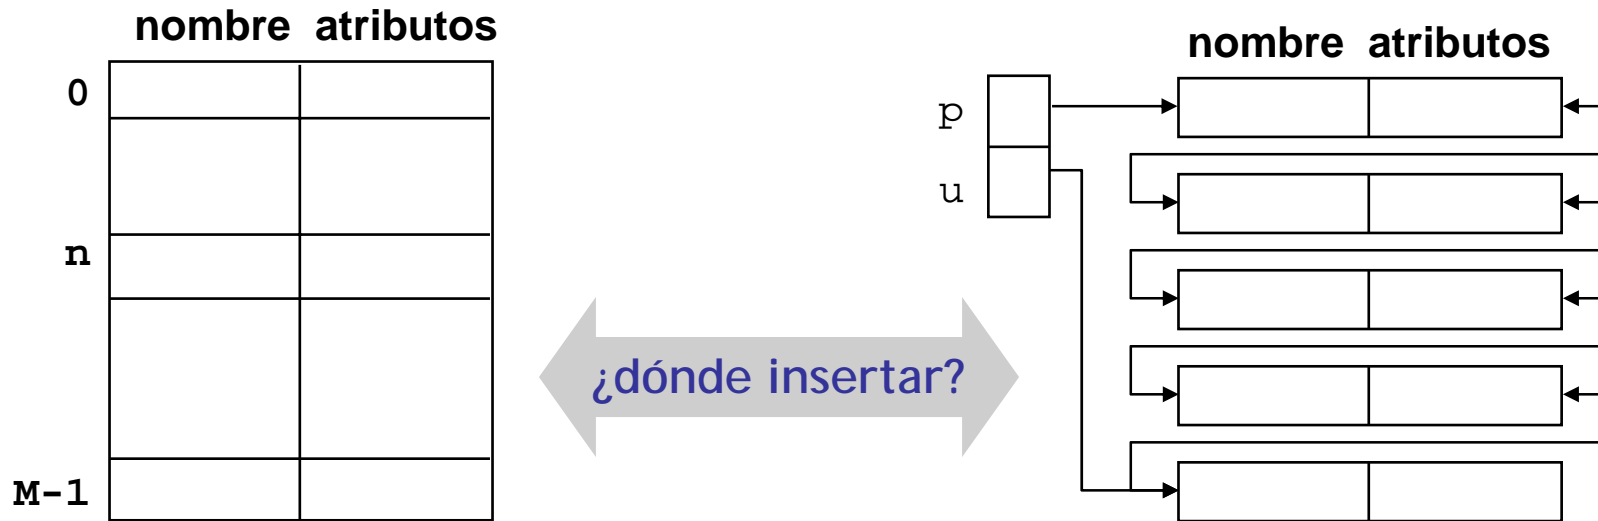 nombre atributos
0
n
M-1
¿dónde insertar?
nombre atributos
p
u